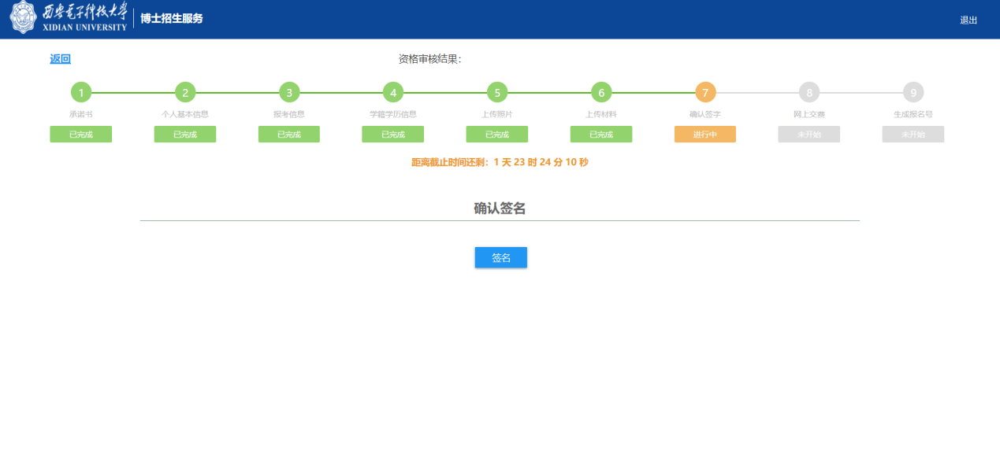 西安电子科技大学
XIDIAN UNIVERSITY
博士招生服务
退出
返回
资格审核结果：
1 2 3 4 5 6 7 8 9
承诺书 个人基本信息 报考信息 学籍学历信息 上传照片 上传材料 确认签字 网上交费 生成报名号
已完成 已完成 已完成 已完成 已完成 已完成 进行中 未开始 未开始
距离截止时间还剩：1 天 23 时 24 分 10 秒
确认签名
签名